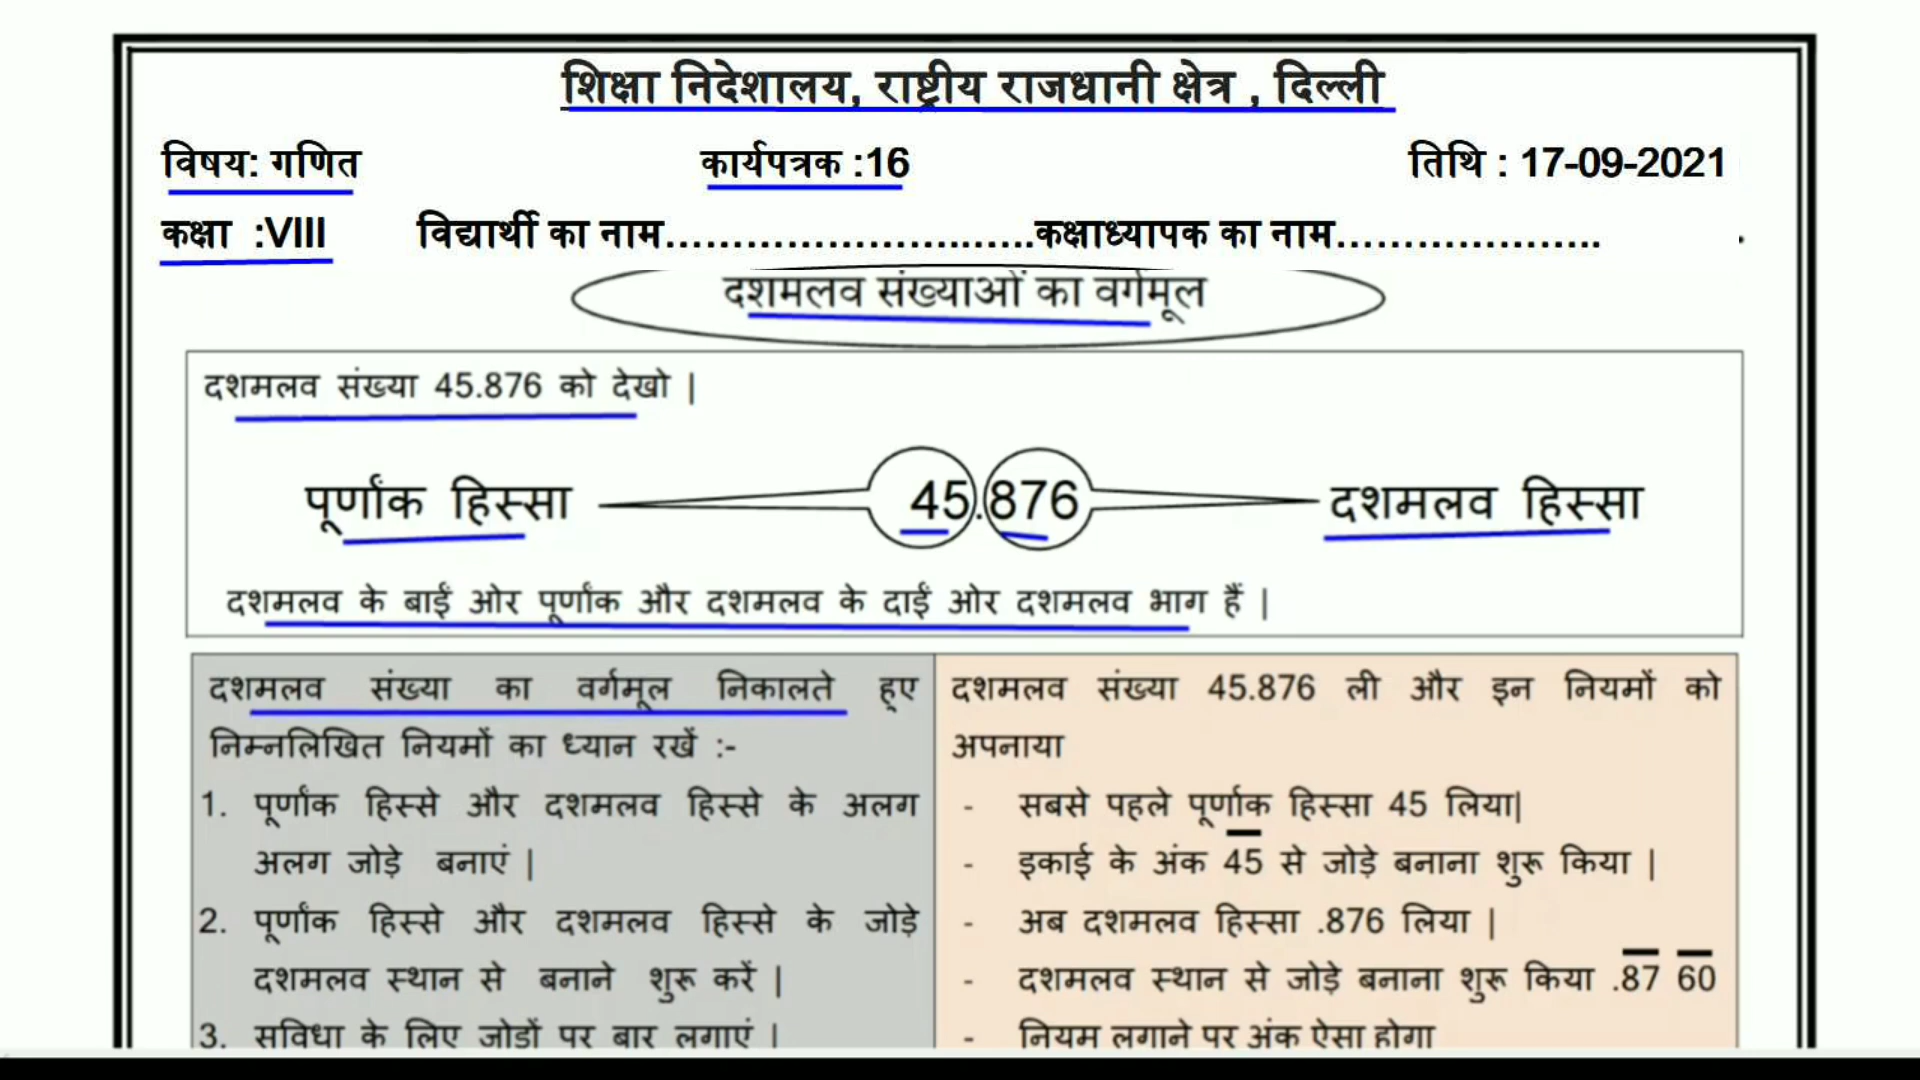 शिक्षा निदेशालय, राष्ट्रीय राजधानी क्षेत्र , दिल्ली
विषय: गणित कार्यपत्रक :16 तिथि : 17-09-2021
कक्षा :VIII विद्यार्थी का नाम............................कक्षाध्यापक का नाम....................
दशमलव संख्याओं का वर्गमूल
दशमलव संख्या 45.876 को देखो |
पूर्णांक हिस्सा 45.876 दशमलव हिस्सा
दशमलव के बाईं ओर पूर्णांक और दशमलव के दाईं ओर दशमलव भाग हैं |
दशमलव संख्या का वर्गमूल निकालते हुए
निम्नलिखित नियमों का ध्यान रखें :-
1. पूर्णांक हिस्से और दशमलव हिस्से के अलग
अलग जोड़े बनाएं |
2. पूर्णांक हिस्से और दशमलव हिस्से के जोड़े
दशमलव स्थान से बनाने शुरू करें |
3. सुविधा के लिए जोड़ों पर बार लगाएं |
दशमलव संख्या 45.876 ली और इन नियमों को
अपनाया
- सबसे पहले पूर्णांक हिस्सा 45 लिया|
- इकाई के अंक 45 से जोड़े बनाना शुरू किया |
- अब दशमलव हिस्सा .876 लिया |
- दशमलव स्थान से जोड़े बनाना शुरू किया .87 60
- नियम लगाने पर अंक ऐसा होगा